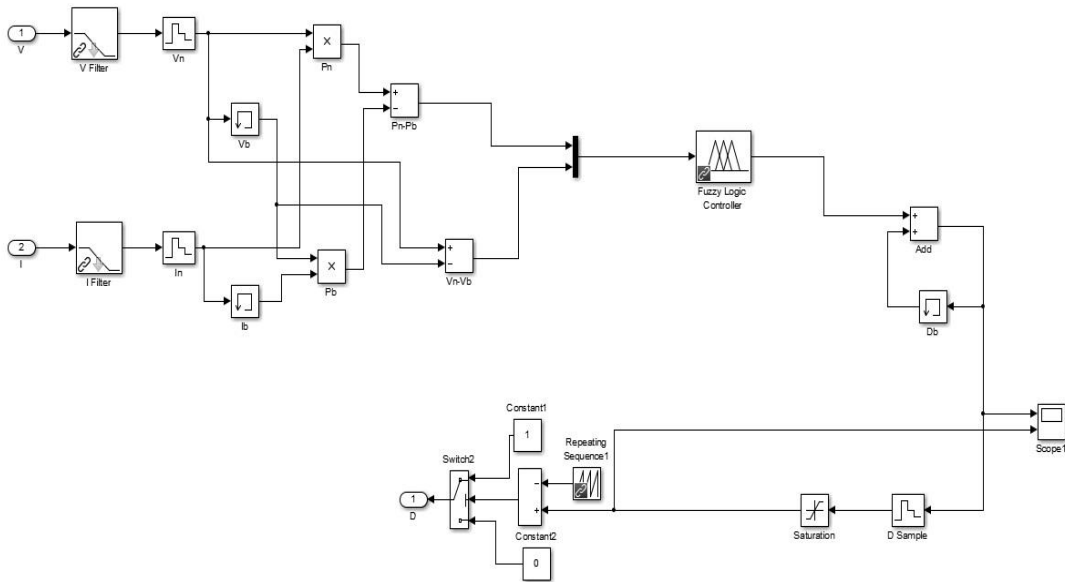 1
V
V Filter
Vn
×
Pn
+
−
Pn-Pb
Vb
Fuzzy Logic
Controller
2
I
I Filter
In
Ib
×
Pb
+
−
Vn-Vb
+
+
Add
Db
Scope1
Constant1
1
Repeating
Sequence1
Switch2
1
D
−
+
Constant2
0
Saturation
D Sample